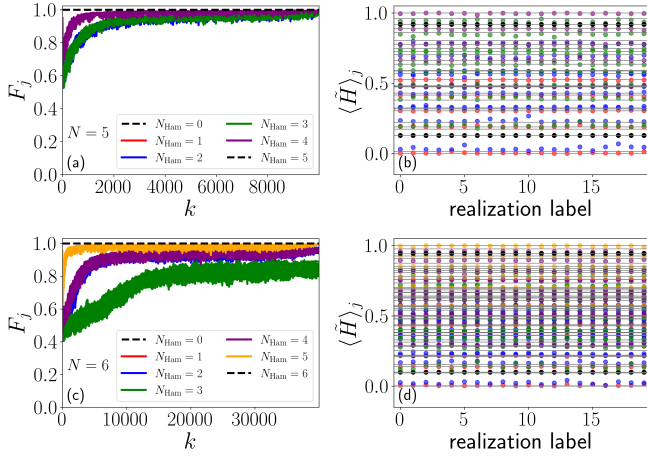 1.0
0.8
0.6
0.4
0.2
0.0
F_j
N = 5
(a)
N_Ham = 0
N_Ham = 1
N_Ham = 2
N_Ham = 3
N_Ham = 4
N_Ham = 5
0 2000 4000 6000 8000
k
1.0
0.5
0.0
⟨H̃⟩_j
(b)
0 5 10 15
realization label
1.0
0.8
0.6
0.4
0.2
0.0
F_j
N = 6
(c)
N_Ham = 0
N_Ham = 1
N_Ham = 2
N_Ham = 3
N_Ham = 4
N_Ham = 5
N_Ham = 6
0 10000 20000 30000
k
1.0
0.5
0.0
⟨H̃⟩_j
(d)
0 5 10 15
realization label